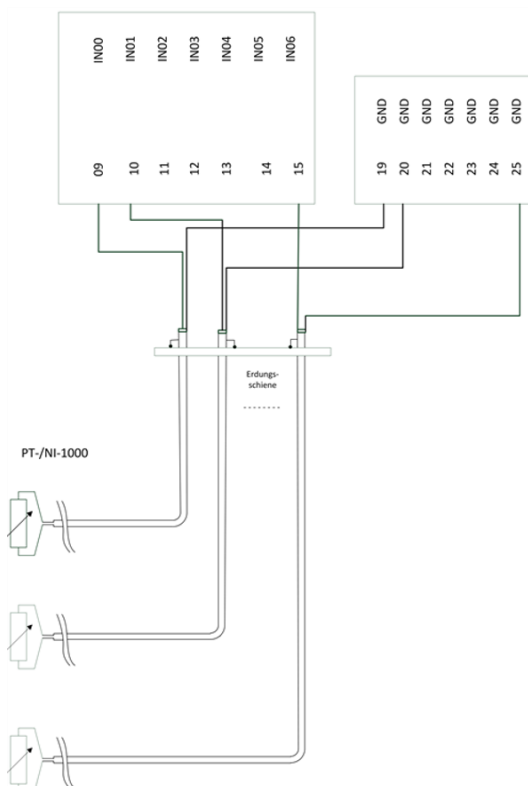 IN00 IN01 IN02 IN03 IN04 IN05 IN06
09 10 11 12 13 14 15
GND GND GND GND GND GND GND
19 20 21 22 23 24 25
Erdungs-
schiene
PT-/NI-1000